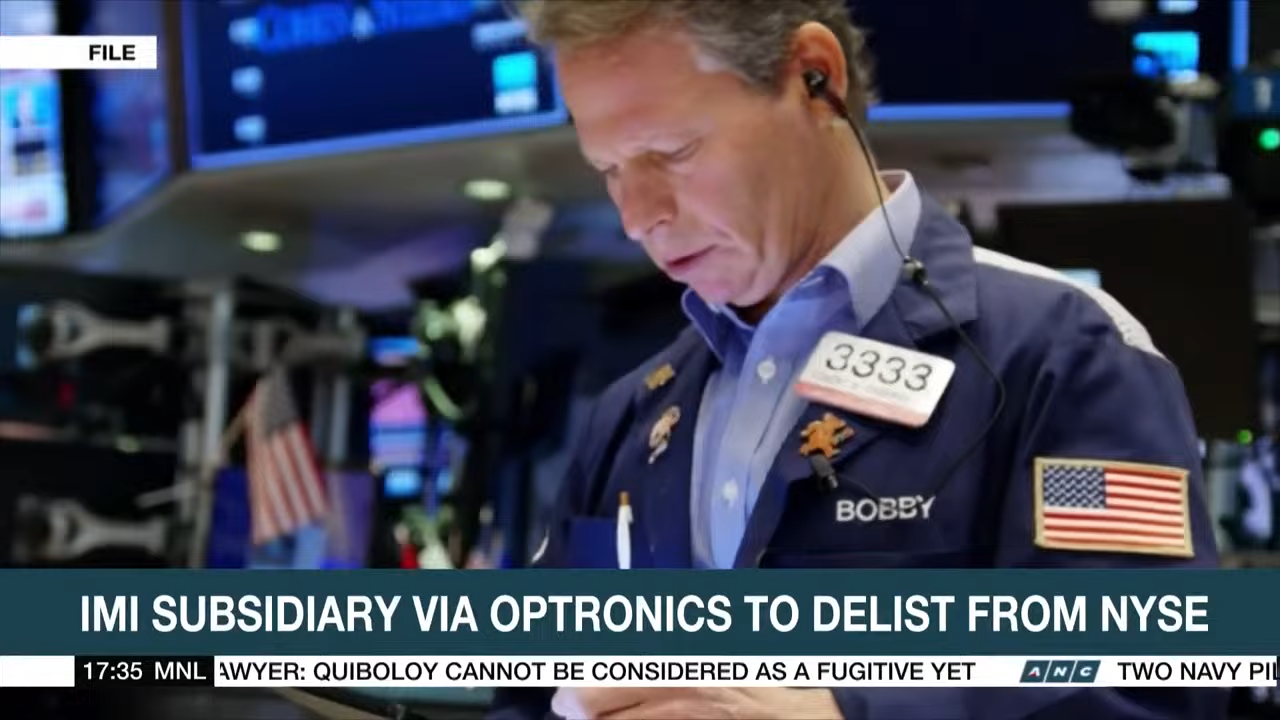 FILE
3333
BOBBY
IMI SUBSIDIARY VIA OPTRONICS TO DELIST FROM NYSE
17:35 MNL AWYER: QUIBOLOY CANNOT BE CONSIDERED AS A FUGITIVE YET ANC TWO NAVY PIL